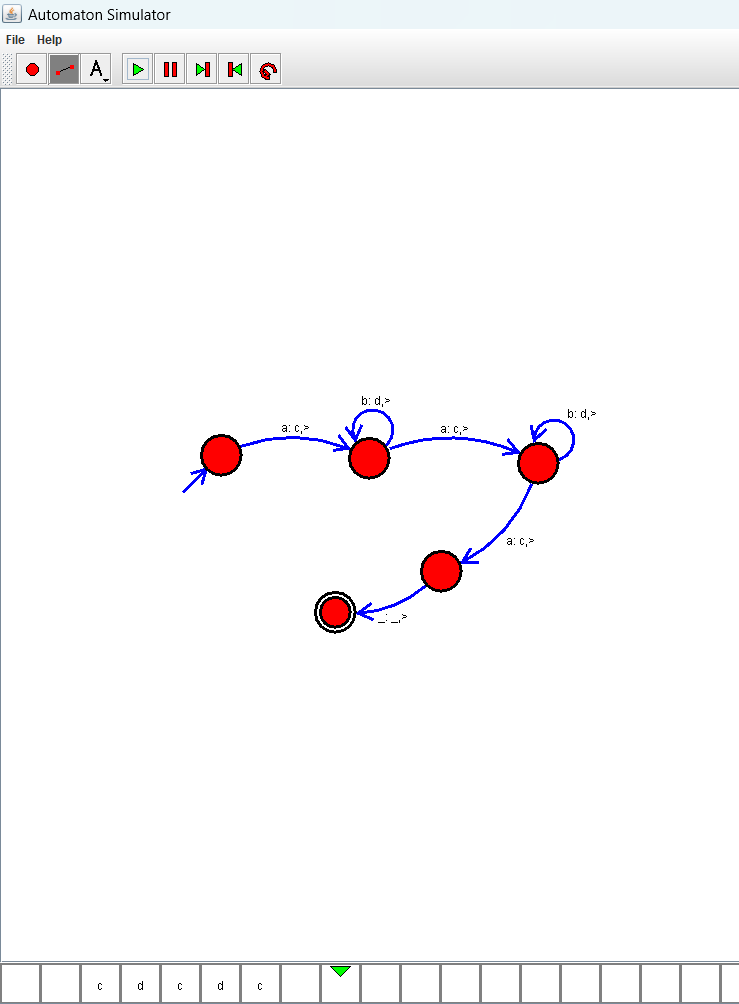 Automaton Simulator
File Help
A
b: d,>
b: d,>
a: c,>
a: c,>
a: c,>
_: _,>
c d c d c